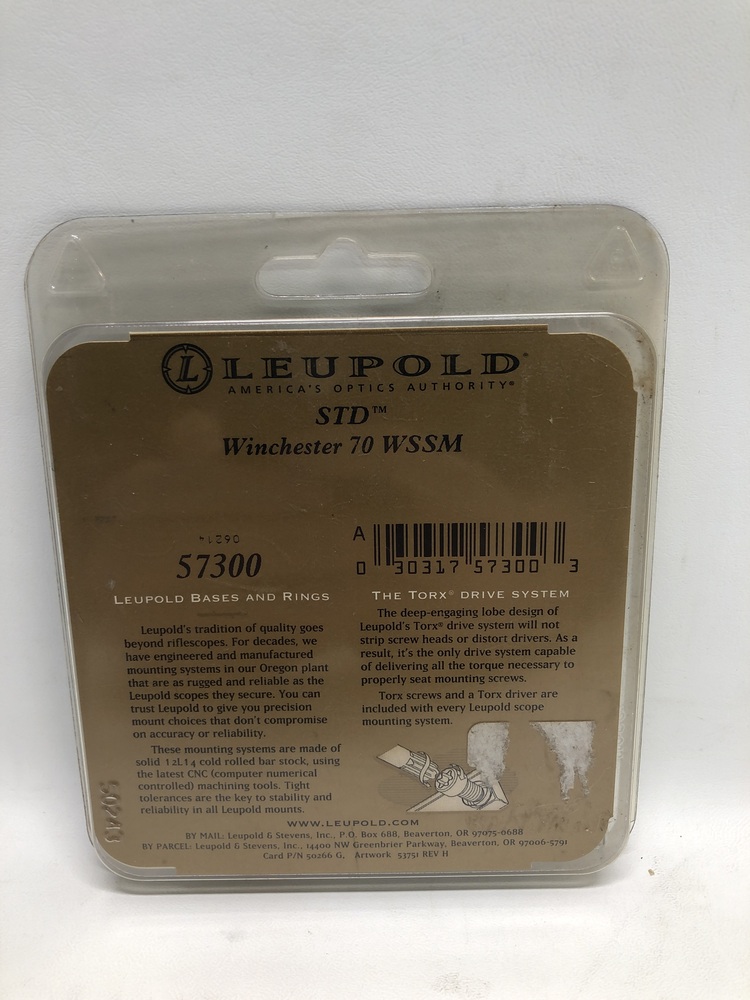 L LEUPOLD®
AMERICA'S OPTICS AUTHORITY®
STD™
Winchester 70 WSSM
06214
57300
A
0 30317 57300 3
LEUPOLD BASES AND RINGS
Leupold's tradition of quality goes
beyond riflescopes. For decades, we
have engineered and manufactured
mounting systems in our Oregon plant
that are as rugged and reliable as the
Leupold scopes they secure. You can
trust Leupold to give you precision
mount choices that don't compromise
on accuracy or reliability.
These mounting systems are made of
solid 12L14 cold rolled bar stock, using
the latest CNC (computer numerical
controlled) machining tools. Tight
tolerances are the key to stability and
reliability in all Leupold mounts.
THE TORX® DRIVE SYSTEM
The deep-engaging lobe design of
Leupold's Torx® drive system will not
strip screw heads or distort drivers. As a
result, it's the only drive system capable
of delivering all the torque necessary to
properly seat mounting screws.
Torx screws and a Torx driver are
included with every Leupold scope
mounting system.
WWW.LEUPOLD.COM
BY MAIL: Leupold & Stevens, Inc., P.O. Box 688, Beaverton, OR 97075-0688
BY PARCEL: Leupold & Stevens, Inc., 14400 NW Greenbrier Parkway, Beaverton, OR 97006-5791
Card P/N 50266 G. Artwork 53751 REV H